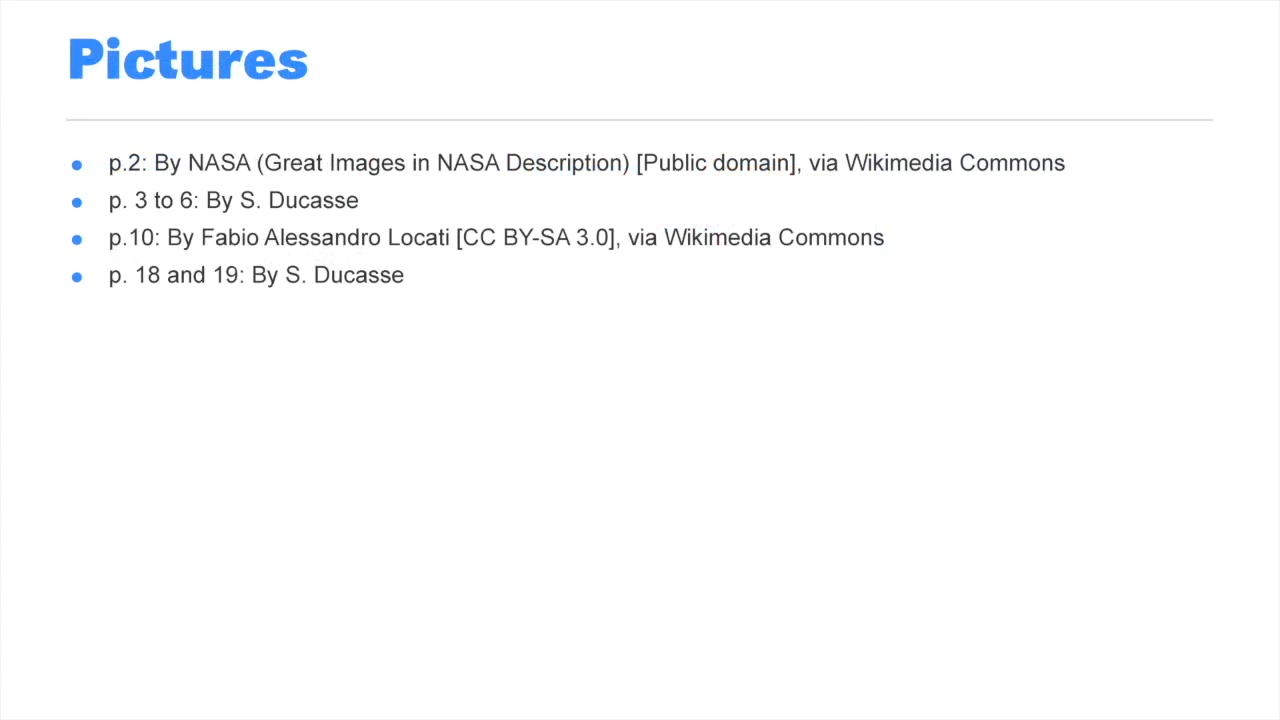 Pictures
p.2: By NASA (Great Images in NASA Description) [Public domain], via Wikimedia Commons
p. 3 to 6: By S. Ducasse
p.10: By Fabio Alessandro Locati [CC BY-SA 3.0], via Wikimedia Commons
p. 18 and 19: By S. Ducasse